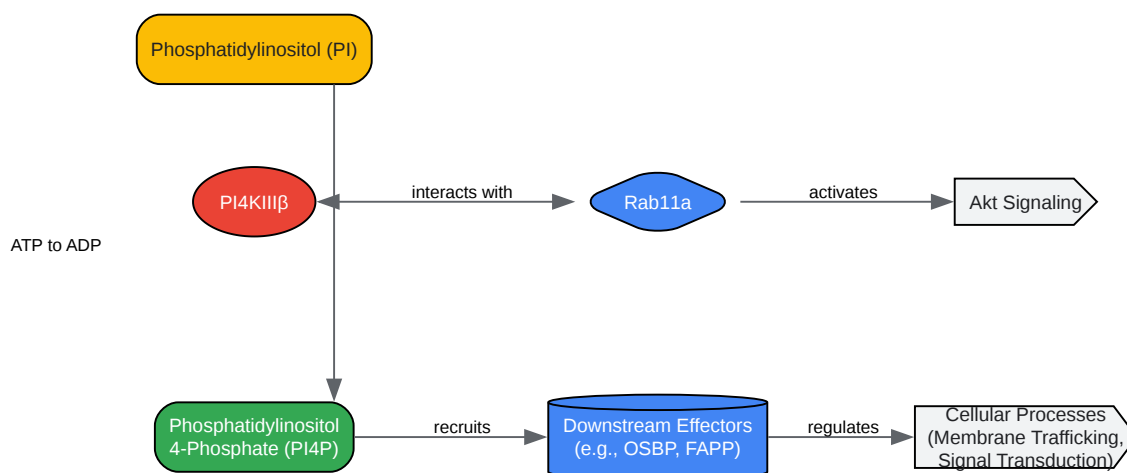 Phosphatidylinositol (PI)
PI4KIIIβ
interacts with
Rab11a
activates
Akt Signaling
ATP to ADP
Phosphatidylinositol
4-Phosphate (PI4P)
recruits
Downstream Effectors
(e.g., OSBP, FAPP)
regulates
Cellular Processes
(Membrane Trafficking,
Signal Transduction)